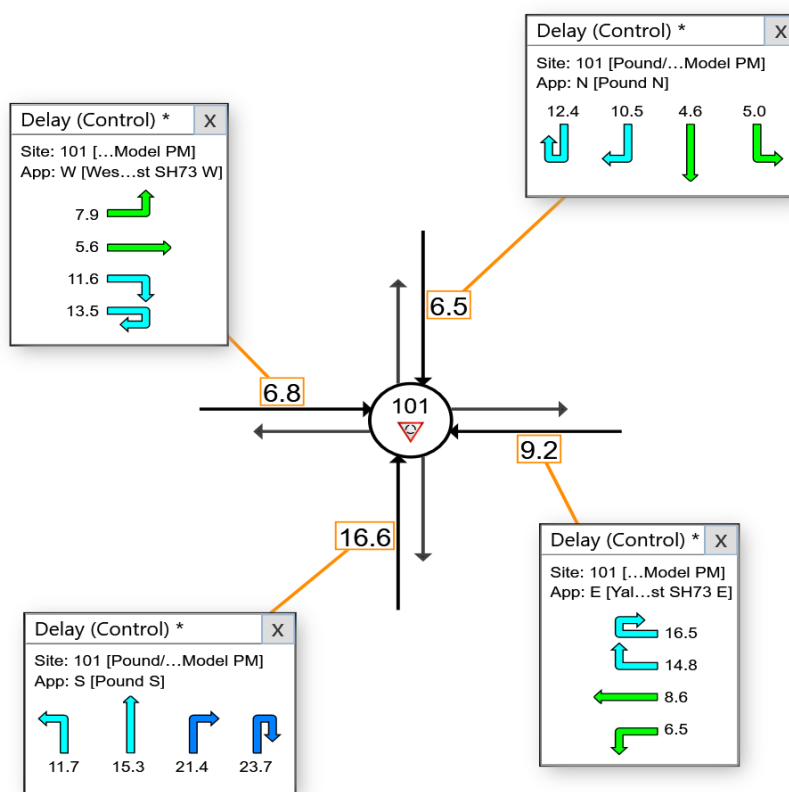 Delay (Control) * X
Site: 101 [Pound/...Model PM]
App: N [Pound N]
12.4 10.5 4.6 5.0
Delay (Control) * X
Site: 101 [...Model PM]
App: W [Wes...st SH73 W]
7.9
5.6
11.6
13.5
6.5
6.8
101
9.2
16.6
Delay (Control) * X
Site: 101 [...Model PM]
App: E [Yal...st SH73 E]
16.5
14.8
8.6
6.5
Delay (Control) * X
Site: 101 [Pound/...Model PM]
App: S [Pound S]
11.7 15.3 21.4 23.7